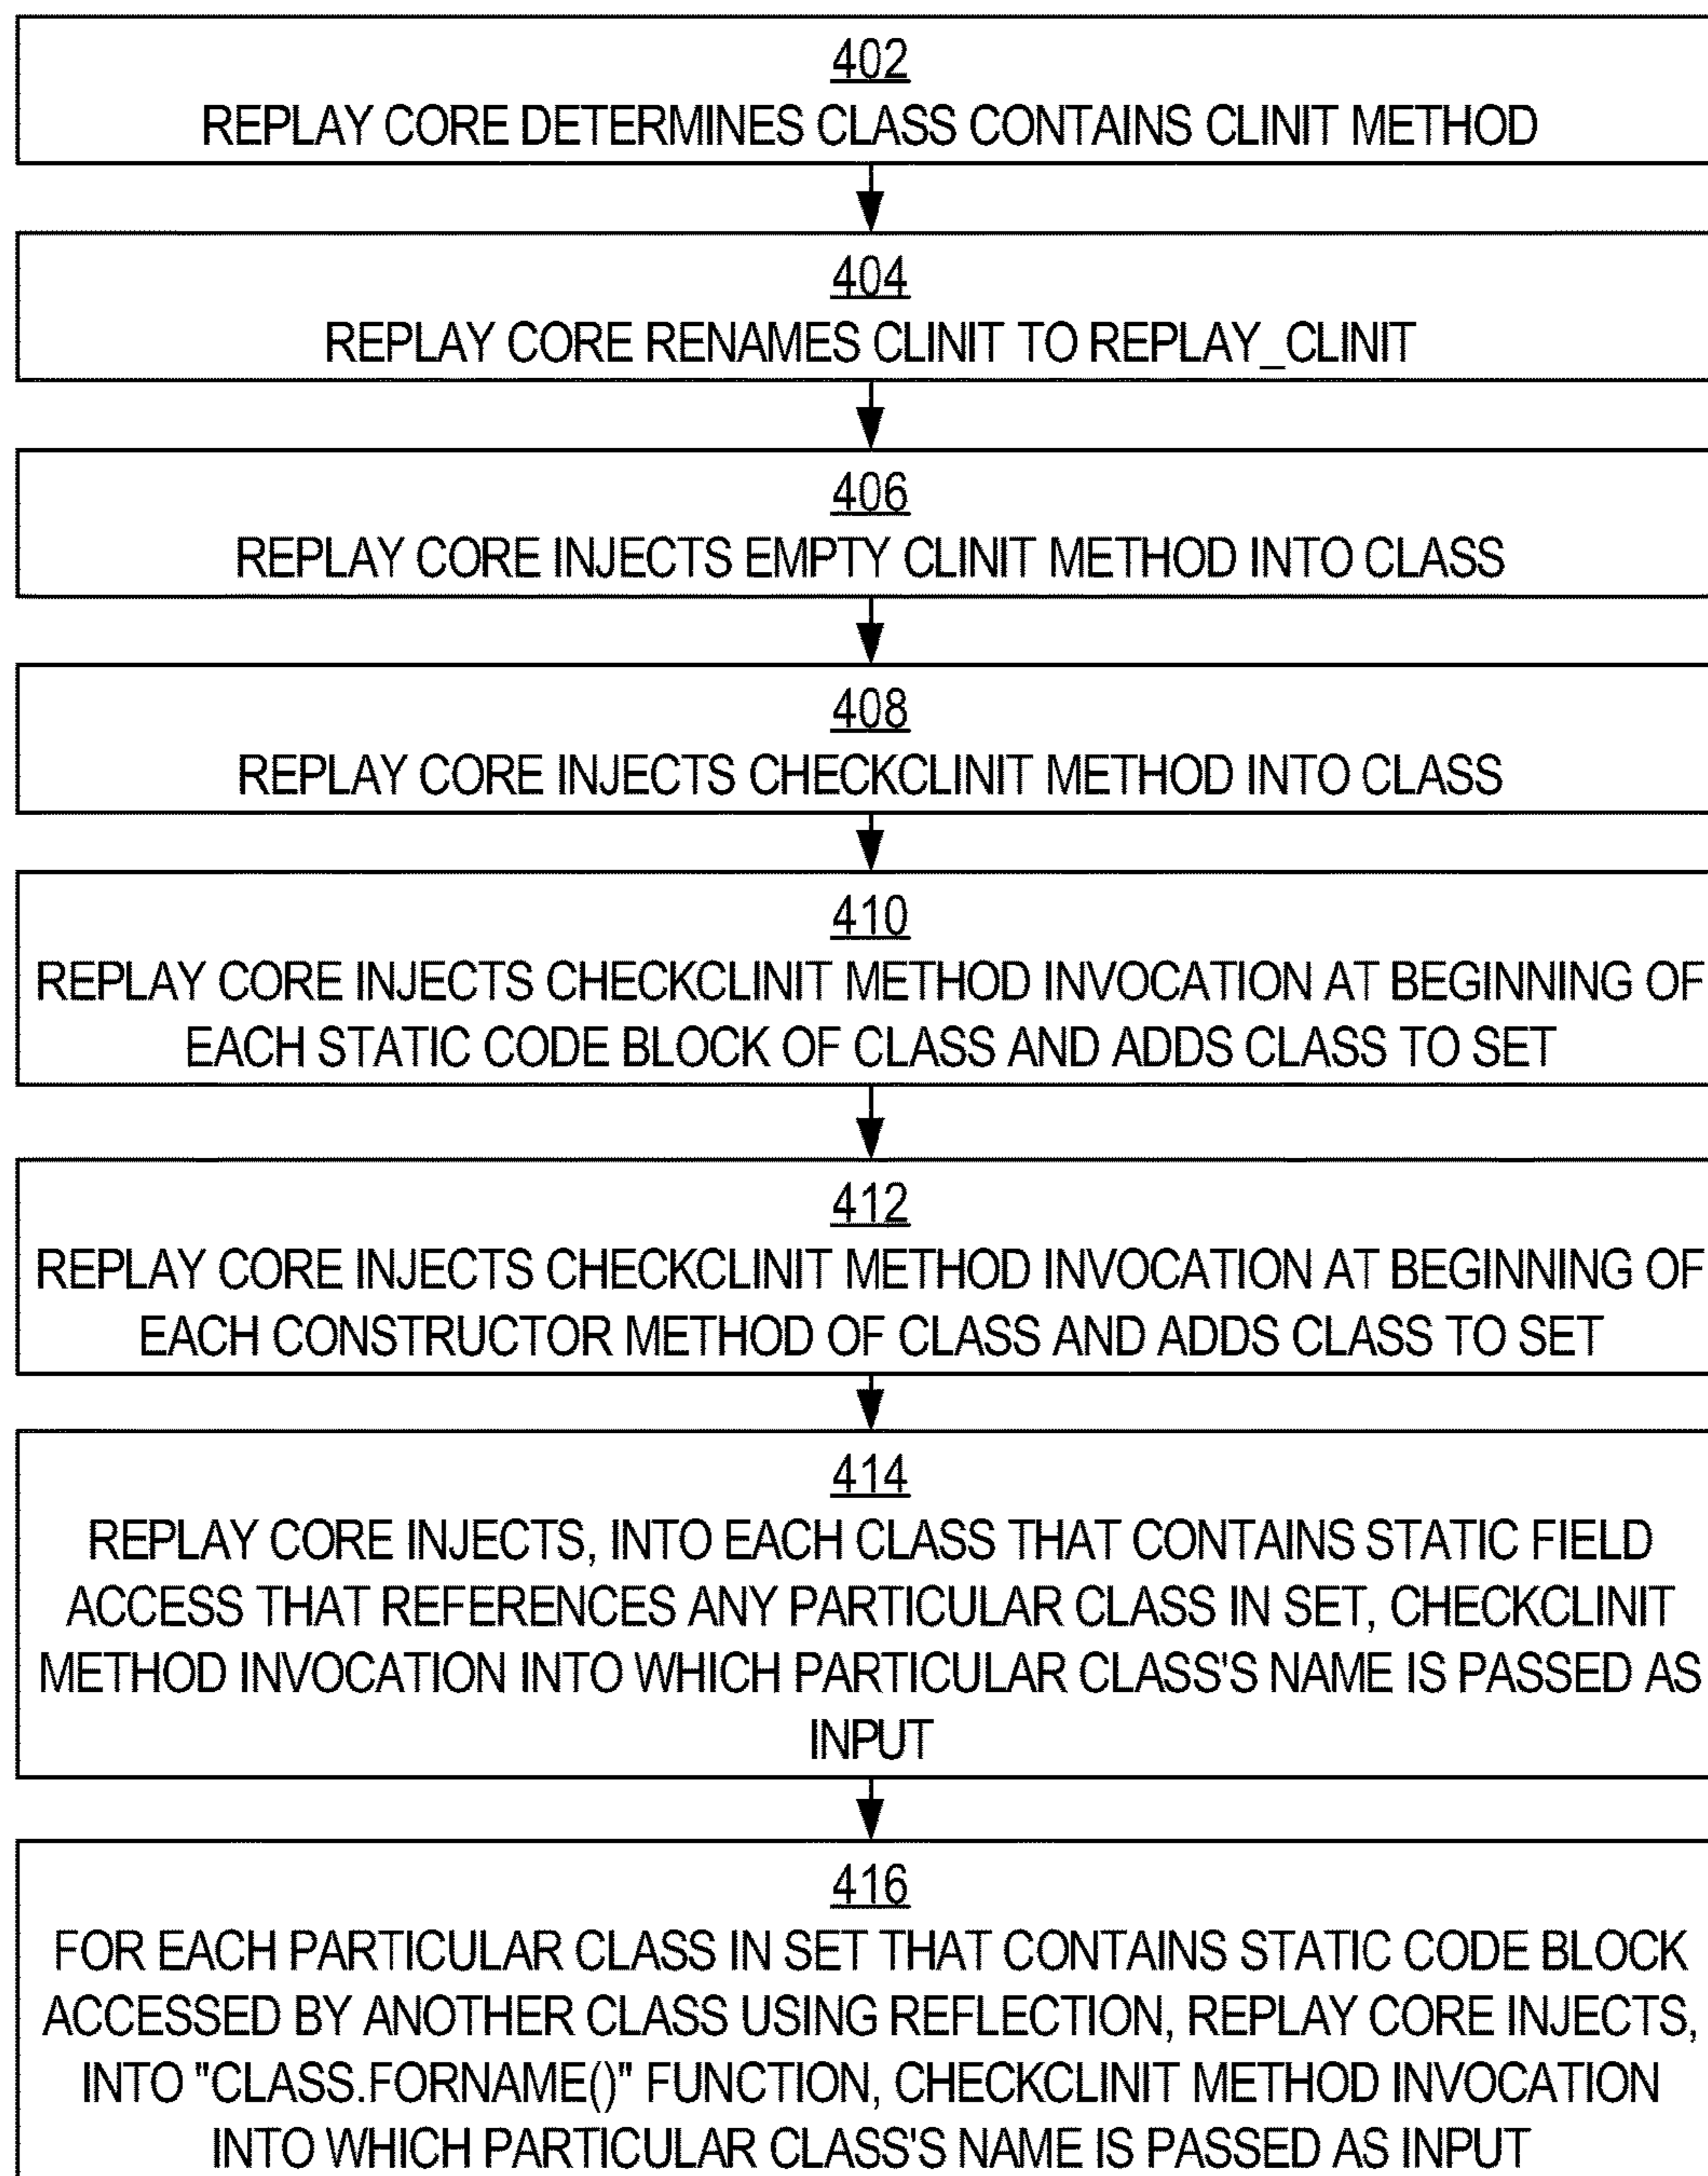 402
REPLAY CORE DETERMINES CLASS CONTAINS CLINIT METHOD
404
REPLAY CORE RENAMES CLINIT TO REPLAY_CLINIT
406
REPLAY CORE INJECTS EMPTY CLINIT METHOD INTO CLASS
408
REPLAY CORE INJECTS CHECKCLINIT METHOD INTO CLASS
410
REPLAY CORE INJECTS CHECKCLINIT METHOD INVOCATION AT BEGINNING OF
EACH STATIC CODE BLOCK OF CLASS AND ADDS CLASS TO SET
412
REPLAY CORE INJECTS CHECKCLINIT METHOD INVOCATION AT BEGINNING OF
EACH CONSTRUCTOR METHOD OF CLASS AND ADDS CLASS TO SET
414
REPLAY CORE INJECTS, INTO EACH CLASS THAT CONTAINS STATIC FIELD
ACCESS THAT REFERENCES ANY PARTICULAR CLASS IN SET, CHECKCLINIT
METHOD INVOCATION INTO WHICH PARTICULAR CLASS'S NAME IS PASSED AS
INPUT
416
FOR EACH PARTICULAR CLASS IN SET THAT CONTAINS STATIC CODE BLOCK
ACCESSED BY ANOTHER CLASS USING REFLECTION, REPLAY CORE INJECTS,
INTO "CLASS.FORNAME()" FUNCTION, CHECKCLINIT METHOD INVOCATION
INTO WHICH PARTICULAR CLASS'S NAME IS PASSED AS INPUT